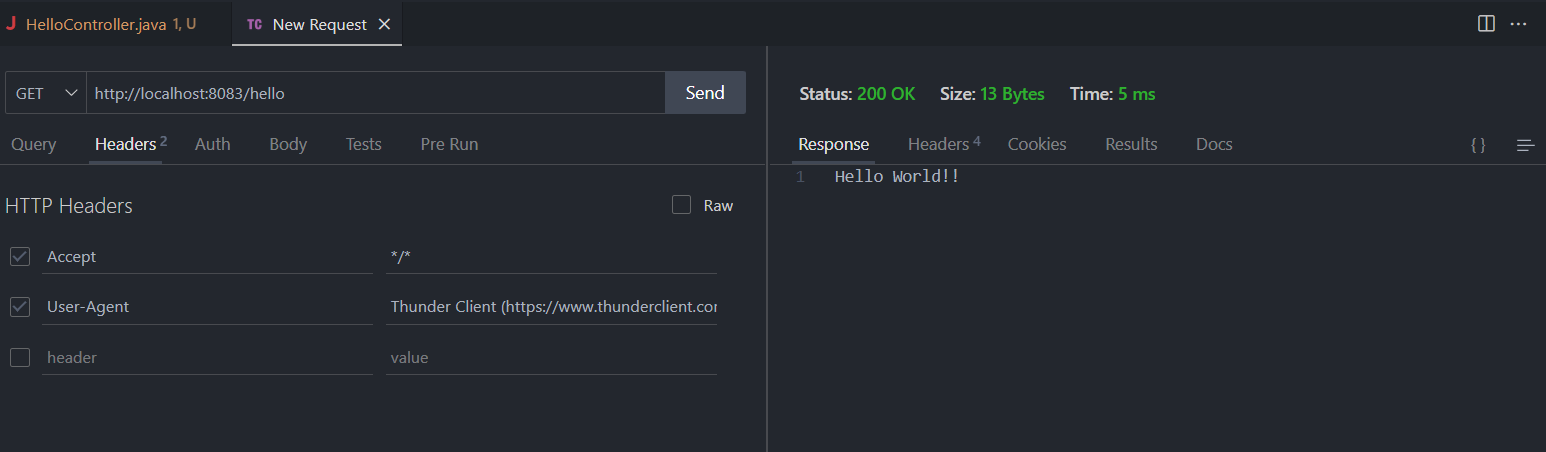 J HelloController.java 1, U TC New Request
GET http://localhost:8083/hello Send
Query Headers 2 Auth Body Tests Pre Run
HTTP Headers Raw
Accept */*
User-Agent Thunder Client (https://www.thunderclient.com
header value
Status: 200 OK Size: 13 Bytes Time: 5 ms
Response Headers 4 Cookies Results Docs { }
1 Hello World!!